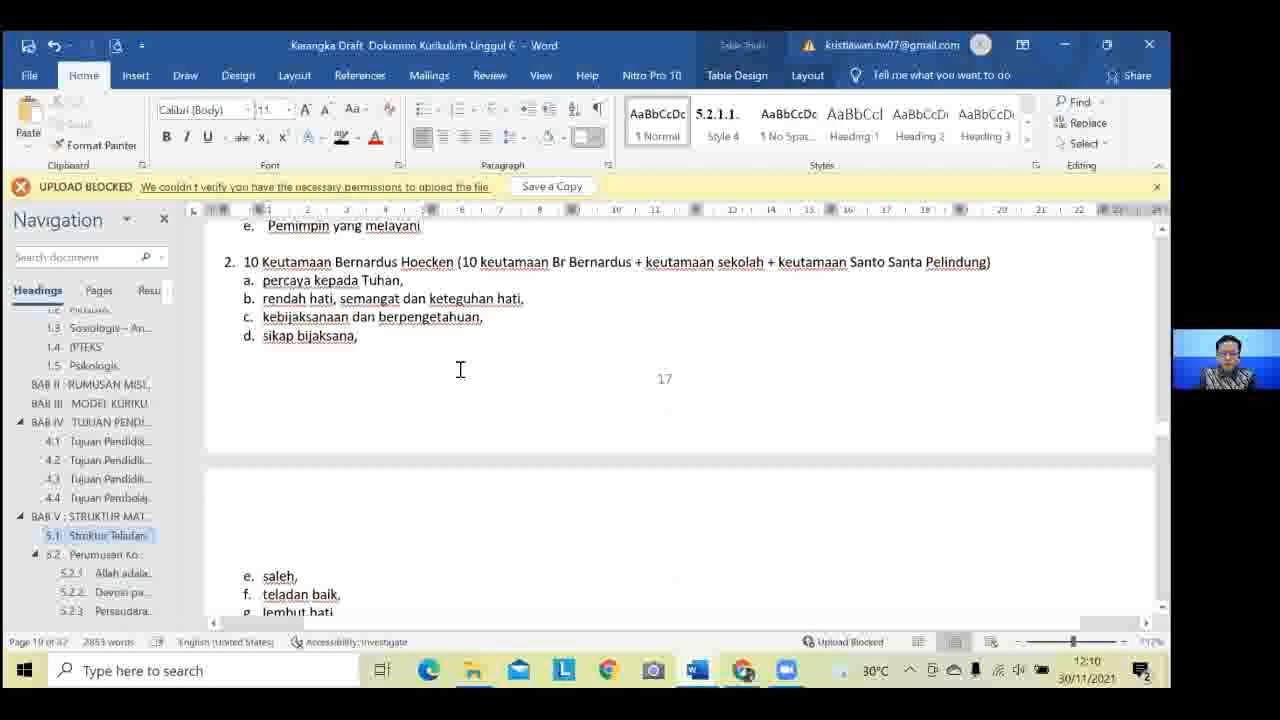 Kerangka Draft Dokumen Kurikulum Unggul 6 - Word
Table Tools
kristiawan.tw07@gmail.com
File Home Insert Draw Design Layout References Mailings Review View Help Nitro Pro 10 Table Design Layout Tell me what you want to do Share
Paste
Format Painter
Calibri (Body) 11
B I U abc x x A A
AaBbCcDc 5.2.1.1. AaBbCcDc AaBbCcI AaBbCcDc AaBbCcDc
¶ Normal Style 4 ¶ No Spac... Heading 1 Heading 2 Heading 3
Find
Replace
Select
Clipboard Font Paragraph Styles Editing
UPLOAD BLOCKED We couldn't verify you have the necessary permissions to upload the file. Save a Copy
Navigation
Search document
Headings Pages Resu
1.3 Sosiologis – An...
1.4 IPTEKS
1.5 Psikologis.
BAB II : RUMUSAN MISI...
BAB III MODEL KURIKU...
BAB IV TUJUAN PENDI...
4.1 Tujuan Pendidik...
4.2 Tujuan Pendidik...
4.3 Tujuan Pendidik...
4.4 Tujuan Pembelaj...
BAB V : STRUKTUR MAT...
5.1 Struktur Teladan
5.2 Perumusan Ko...
5.2.1 Allah adala...
5.2.2 Devosi pa...
5.2.3 Persaudara...
e. Pemimpin yang melayani
2. 10 Keutamaan Bernardus Hoecken (10 keutamaan Br Bernardus + keutamaan sekolah + keutamaan Santo Santa Pelindung)
a. percaya kepada Tuhan,
b. rendah hati, semangat dan keteguhan hati,
c. kebijaksanaan dan berpengetahuan,
d. sikap bijaksana,
17
e. saleh,
f. teladan baik,
g. lembut hati
Page 19 of 37 2853 words English (United States) Accessibility: Investigate Upload Blocked
Type here to search
30°C
12:10
30/11/2021